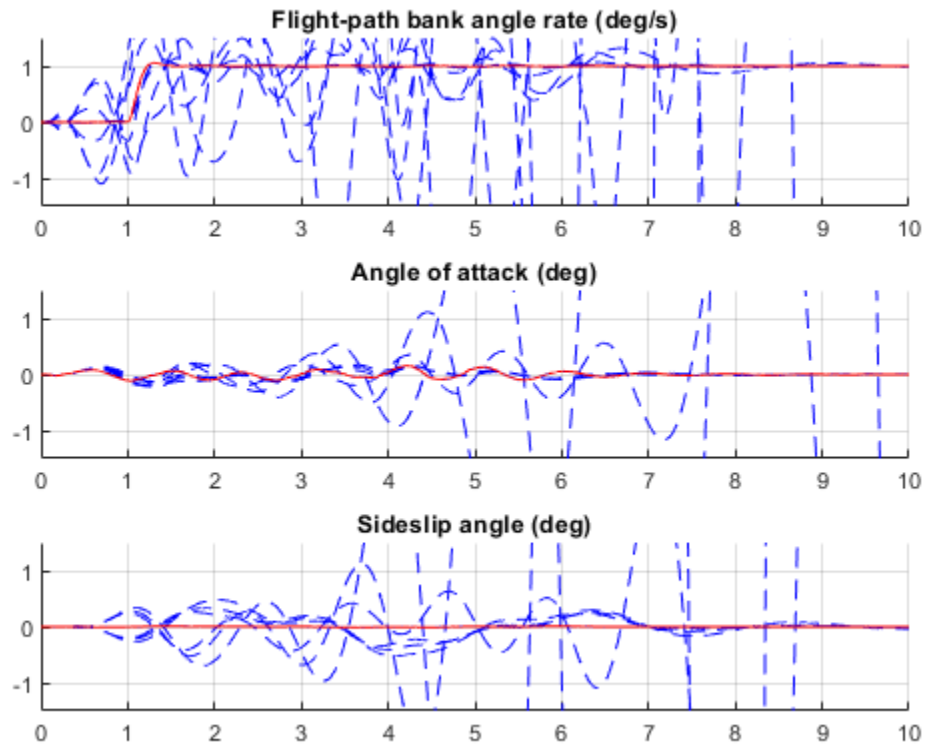 Flight-path bank angle rate (deg/s)
1
0
-1
0 1 2 3 4 5 6 7 8 9 10
Angle of attack (deg)
1
0
-1
0 1 2 3 4 5 6 7 8 9 10
Sideslip angle (deg)
1
0
-1
0 1 2 3 4 5 6 7 8 9 10